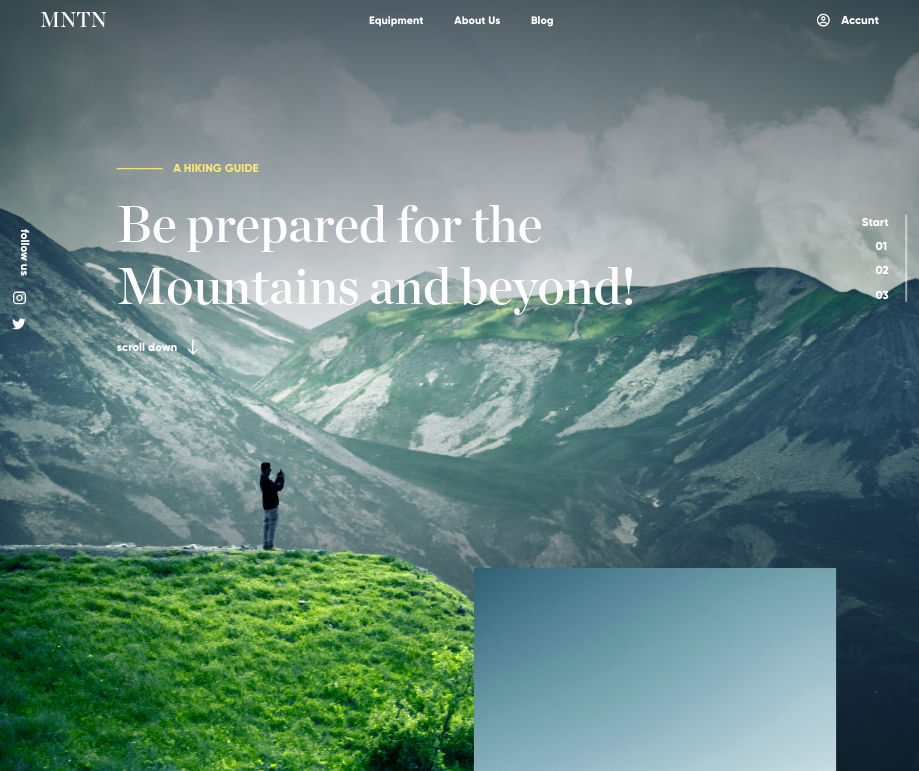 MNTN
Equipment
About Us
Blog
Accunt
A HIKING GUIDE
Be prepared for the
Mountains and beyond!
scroll down
follow us
Start
01
02
03